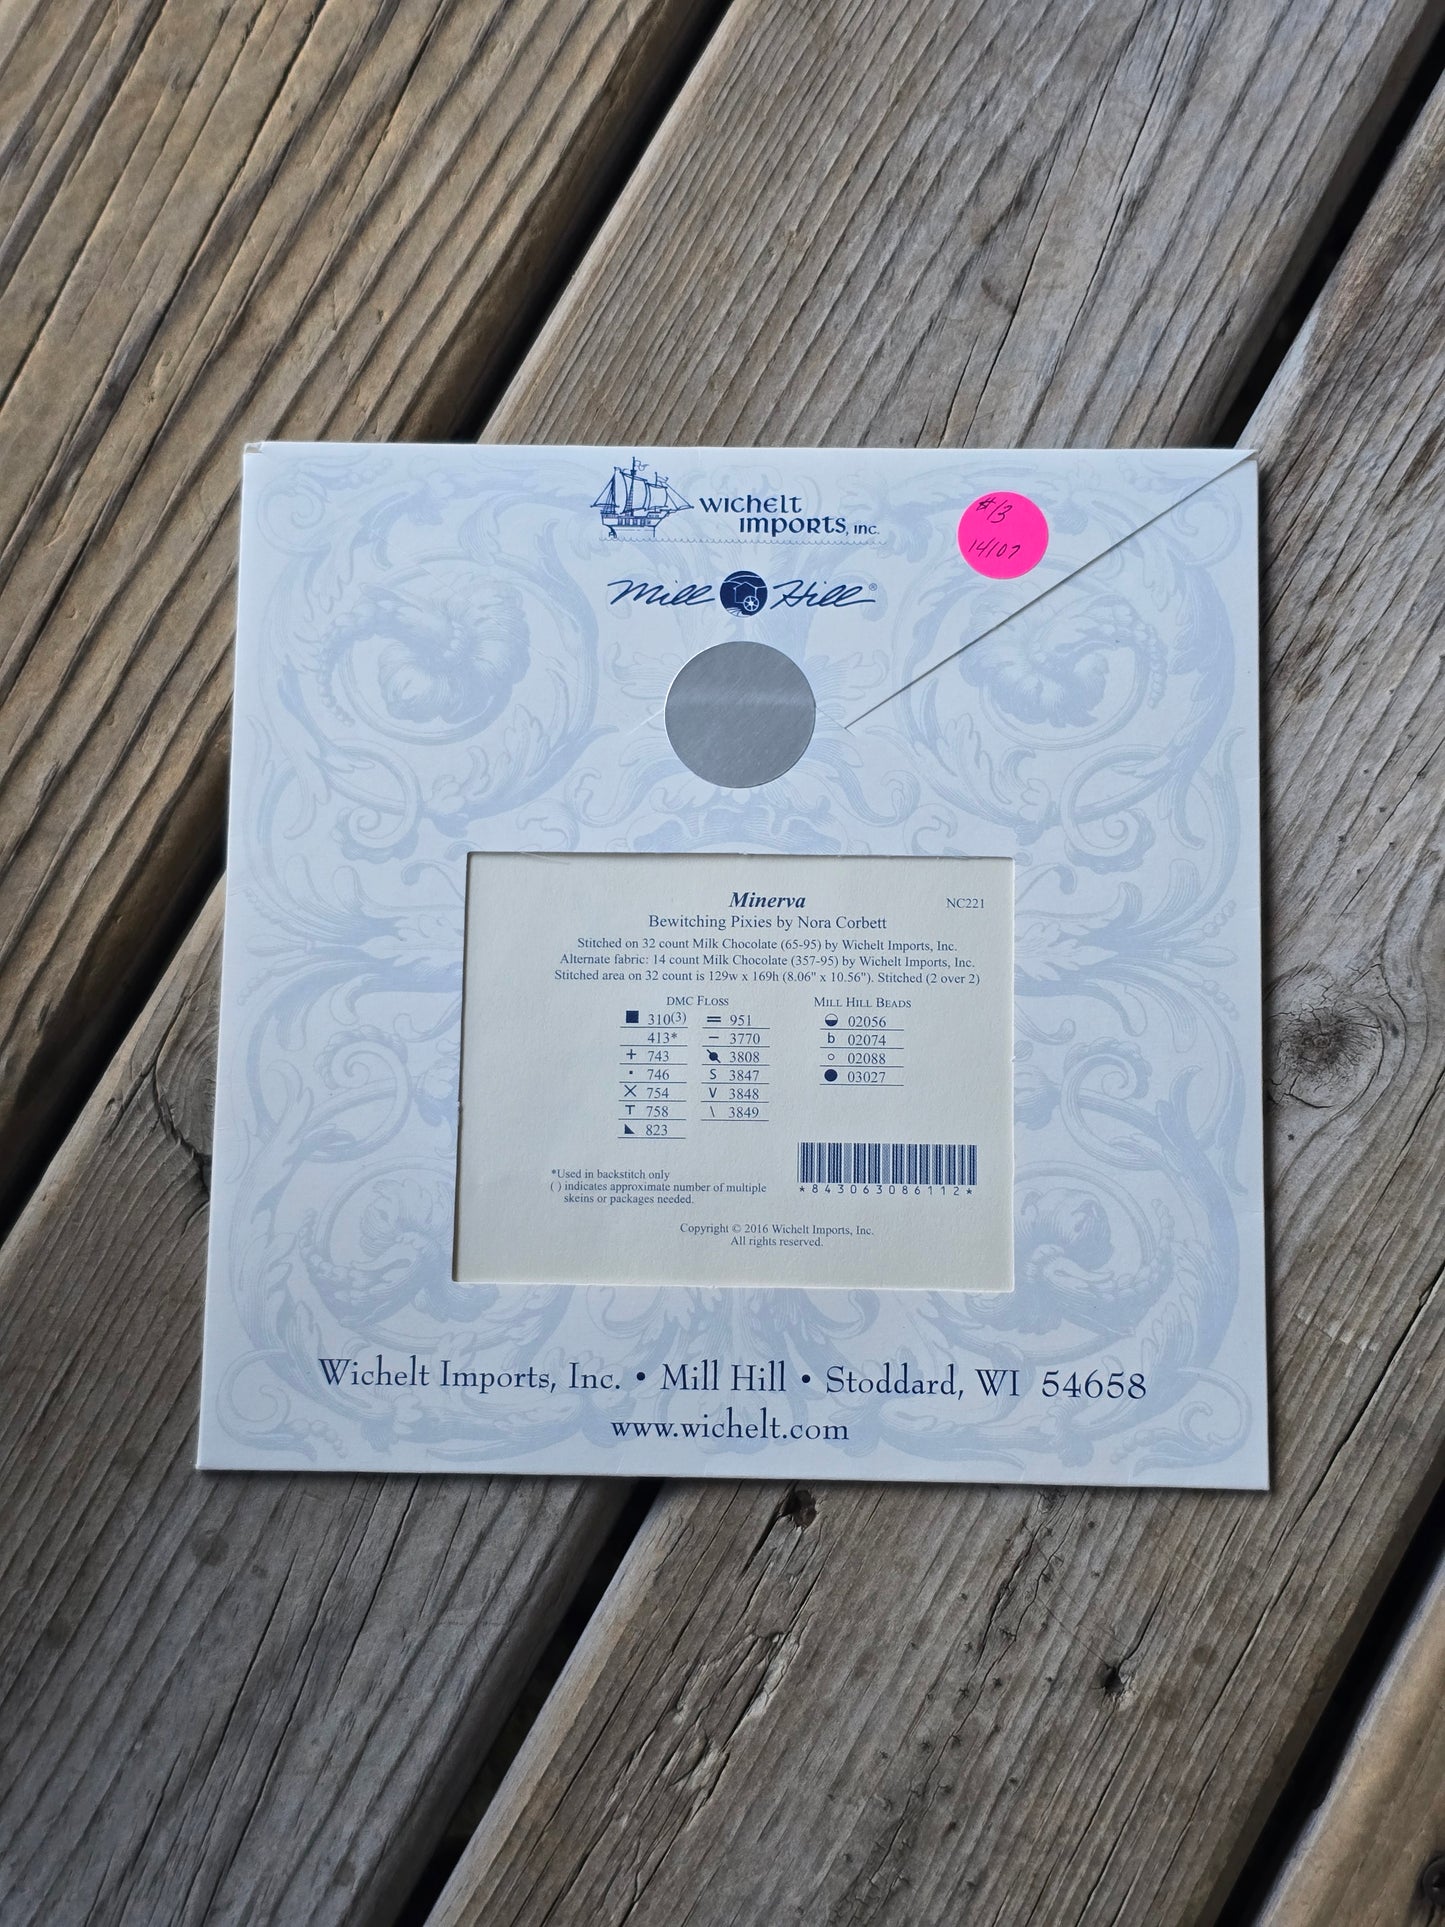 WICHELT
IMPORTS, INC.
$13
14107
Mill Hill®
Minerva NC221
Bewitching Pixies by Nora Corbett
Stitched on 32 count Milk Chocolate (65-95) by Wichelt Imports, Inc.
Alternate fabric: 14 count Milk Chocolate (357-95) by Wichelt Imports, Inc.
Stitched area on 32 count is 129w x 169h (8.06" x 10.56"). Stitched (2 over 2)
DMC FLOSS MILL HILL BEADS
■ 310(3) = 951 02056
413* − 3770 b 02074
+ 743 3808 ○ 02088
· 746 S 3847 ● 03027
X 754 V 3848
T 758 \ 3849
◣ 823
*Used in backstitch only
( ) indicates approximate number of multiple
skeins or packages needed.
*843063086112*
Copyright © 2016 Wichelt Imports, Inc.
All rights reserved.
Wichelt Imports, Inc. • Mill Hill • Stoddard, WI 54658
www.wichelt.com